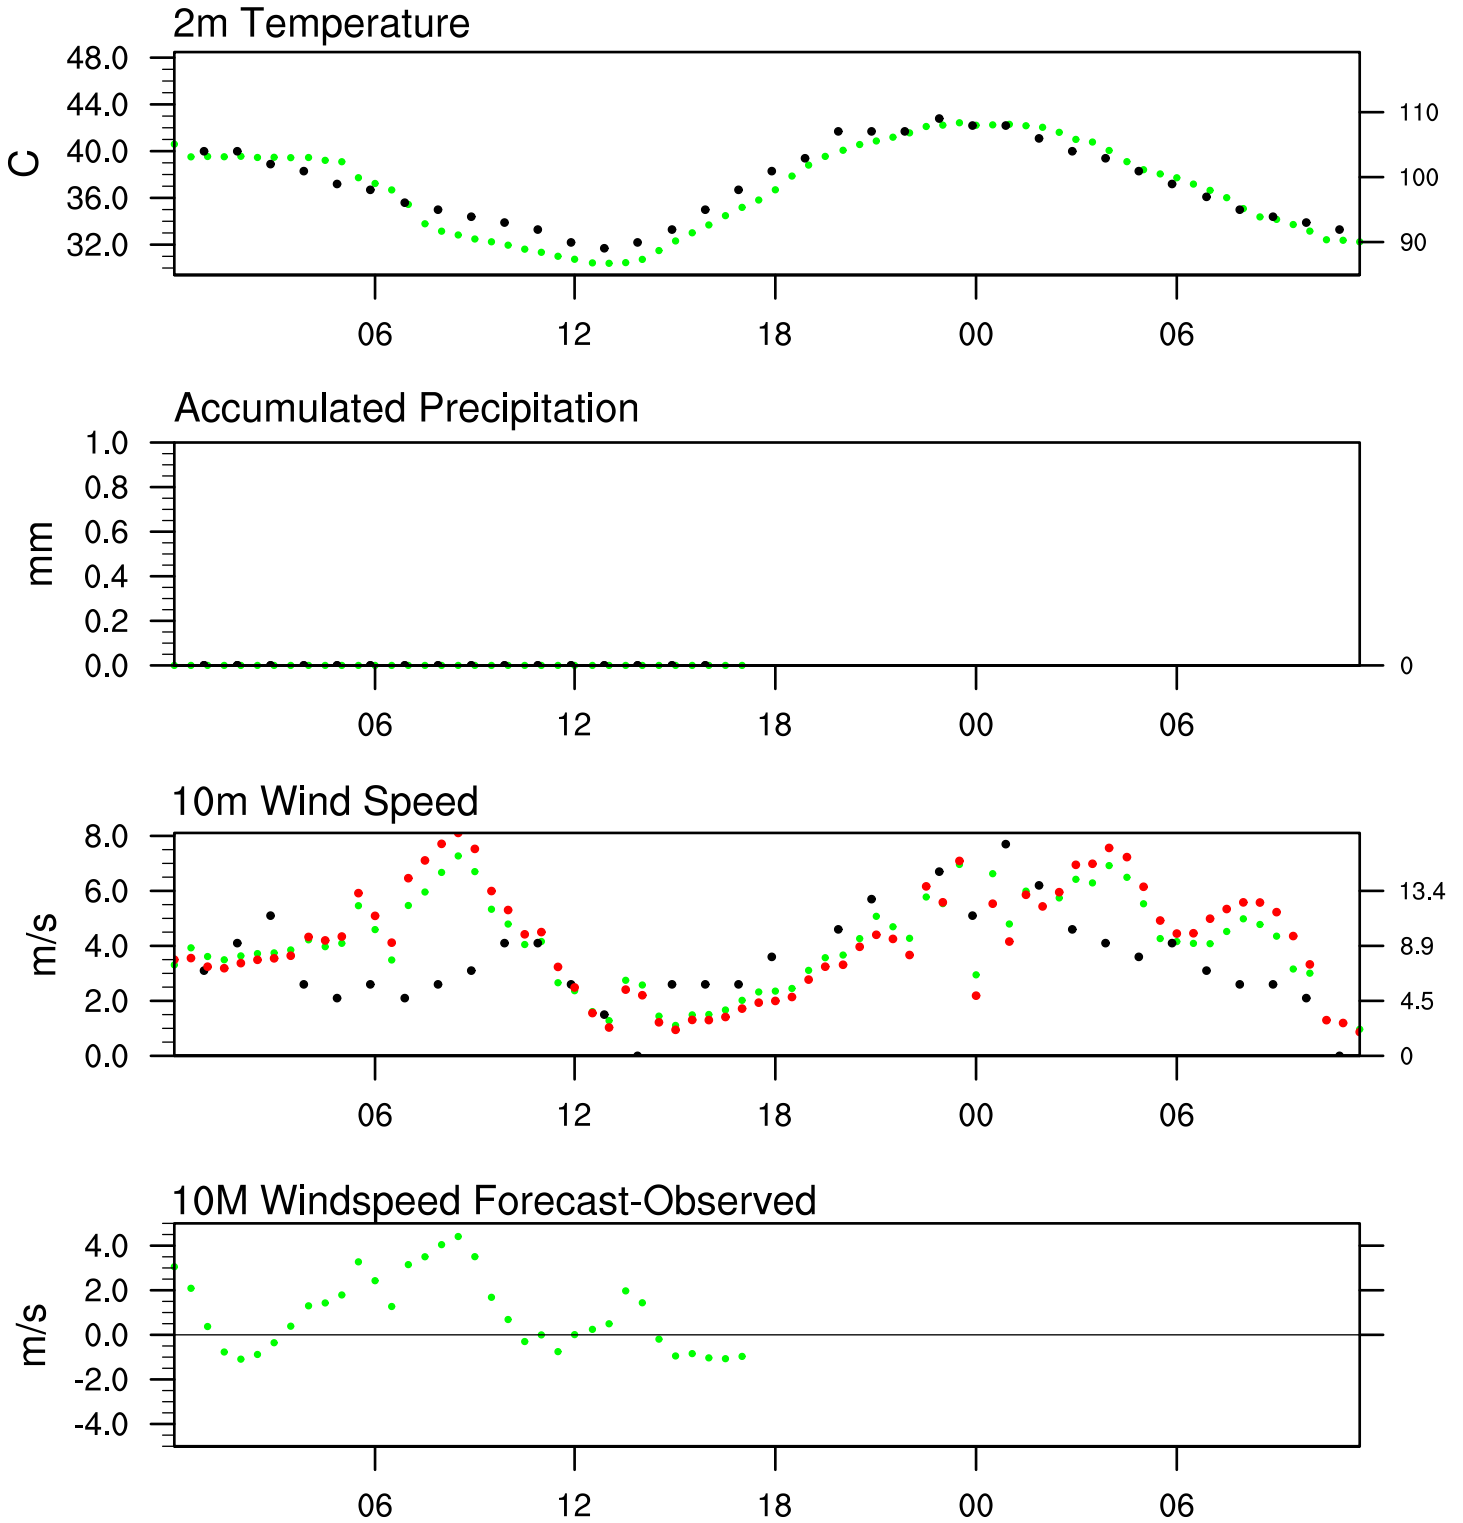 2m Temperature
48.0
44.0
40.0
36.0
32.0
C
110
100
90
06 12 18 00 06
Accumulated Precipitation
1.0
0.8
0.6
0.4
0.2
0.0
mm
0
06 12 18 00 06
10m Wind Speed
8.0
6.0
4.0
2.0
0.0
m/s
13.4
8.9
4.5
0
06 12 18 00 06
10M Windspeed Forecast-Observed
4.0
2.0
0.0
-2.0
-4.0
m/s
06 12 18 00 06